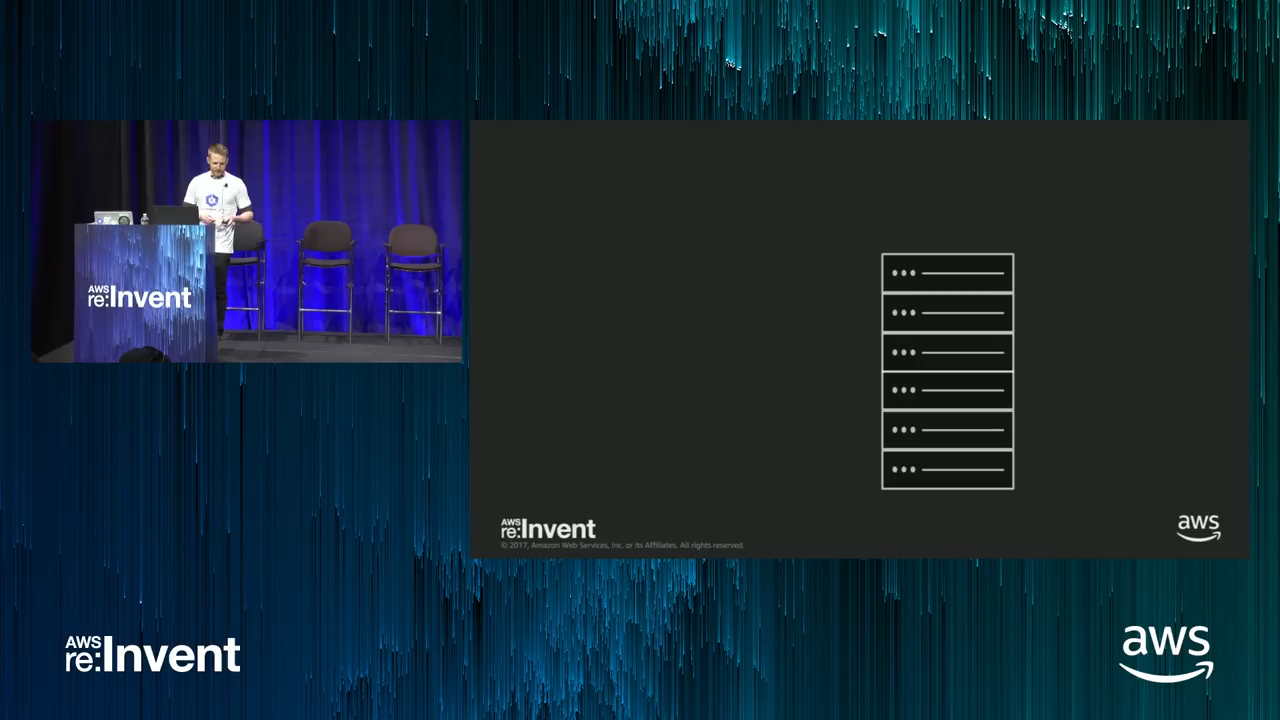 AWS
re:Invent
AWS
re:Invent
© 2017, Amazon Web Services, Inc. or its Affiliates. All rights reserved.
aws
AWS
re:Invent
aws